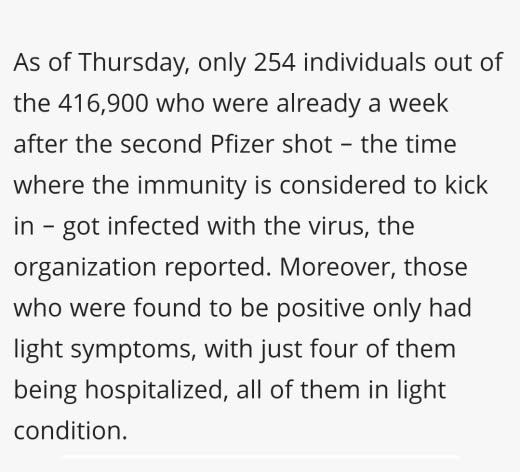 As of Thursday, only 254 individuals out of
the 416,900 who were already a week
after the second Pfizer shot – the time
where the immunity is considered to kick
in – got infected with the virus, the
organization reported. Moreover, those
who were found to be positive only had
light symptoms, with just four of them
being hospitalized, all of them in light
condition.